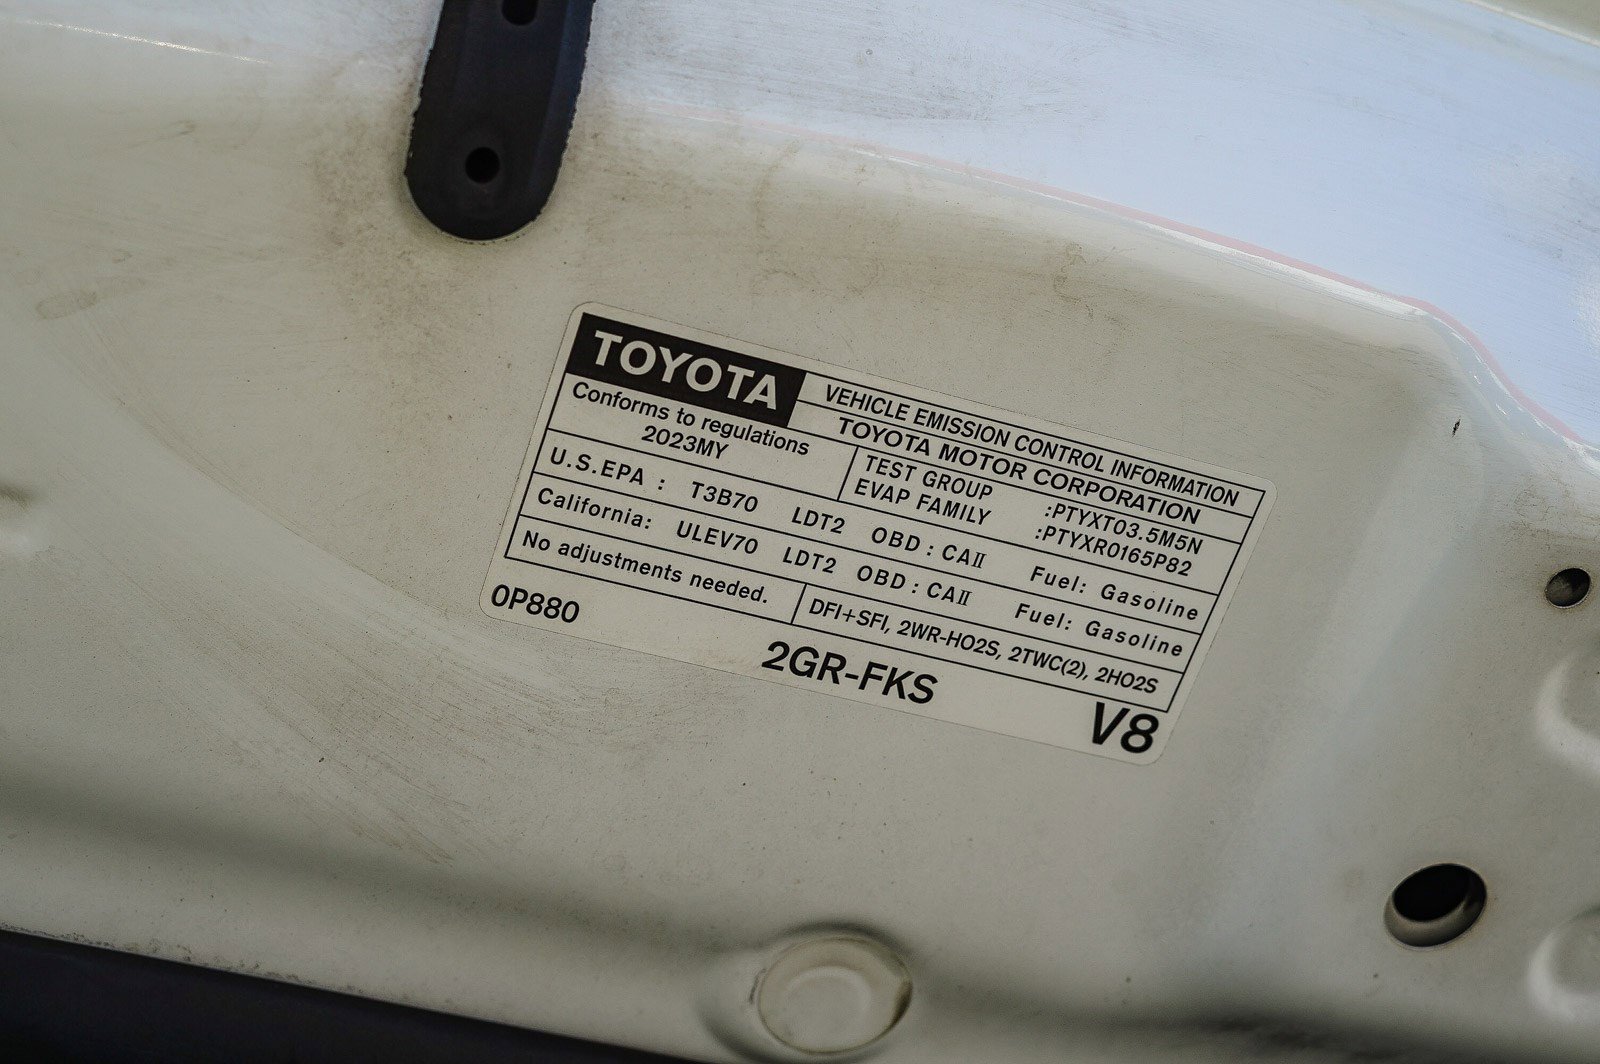 TOYOTA
VEHICLE EMISSION CONTROL INFORMATION
TOYOTA MOTOR CORPORATION
Conforms to regulations
2023MY
TEST GROUP :PTYXT03.5M5N
EVAP FAMILY :PTYXR0165P82
U.S.EPA : T3B70 LDT2 OBD : CAII Fuel: Gasoline
California: ULEV70 LDT2 OBD : CAII Fuel: Gasoline
No adjustments needed. DFI+SFI, 2WR-HO2S, 2TWC(2), 2HO2S
0P880
2GR-FKS
V8